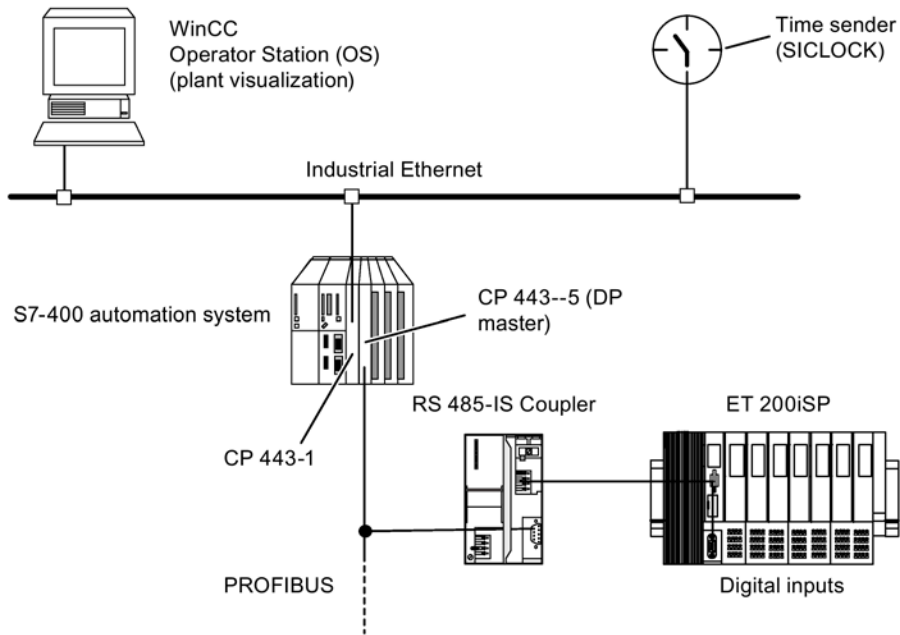 WinCC
Operator Station (OS)
(plant visualization)
Time sender
(SICLOCK)
Industrial Ethernet
S7-400 automation system
CP 443--5 (DP
master)
RS 485-IS Coupler
ET 200iSP
CP 443-1
PROFIBUS
Digital inputs